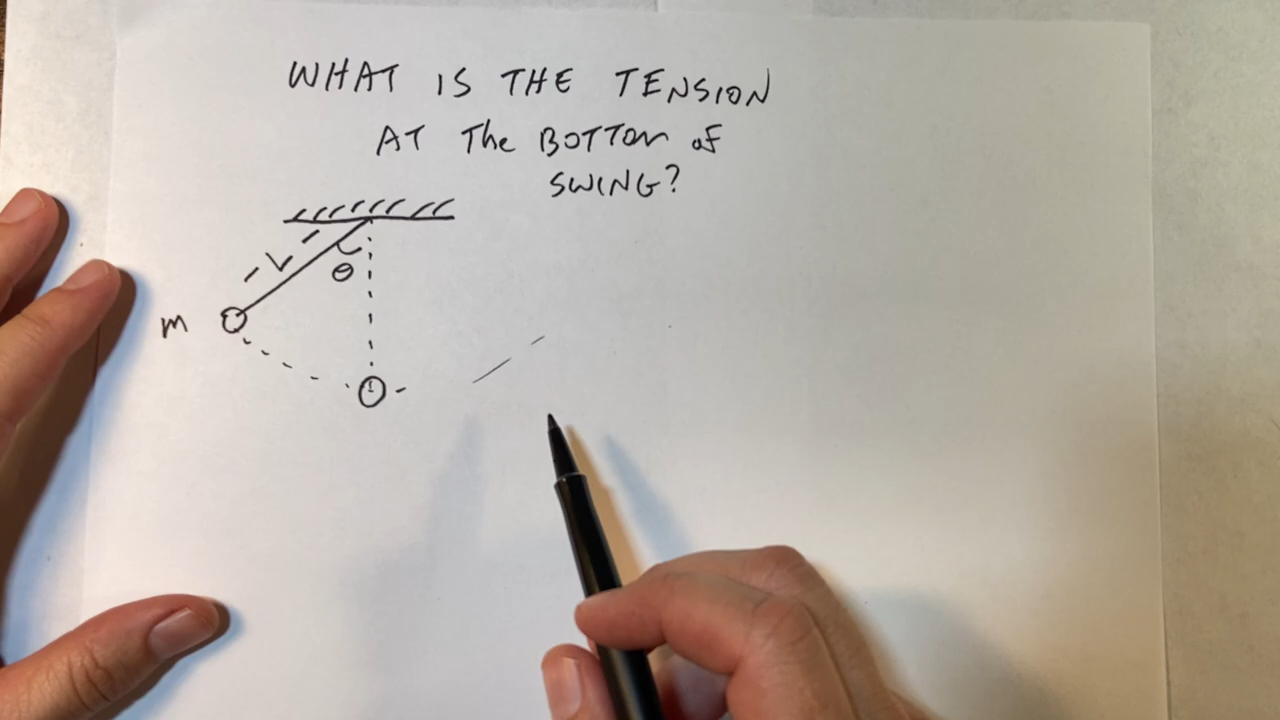 WHAT IS THE TENSION
AT The BOTTOM of
SWING?
L
θ
m